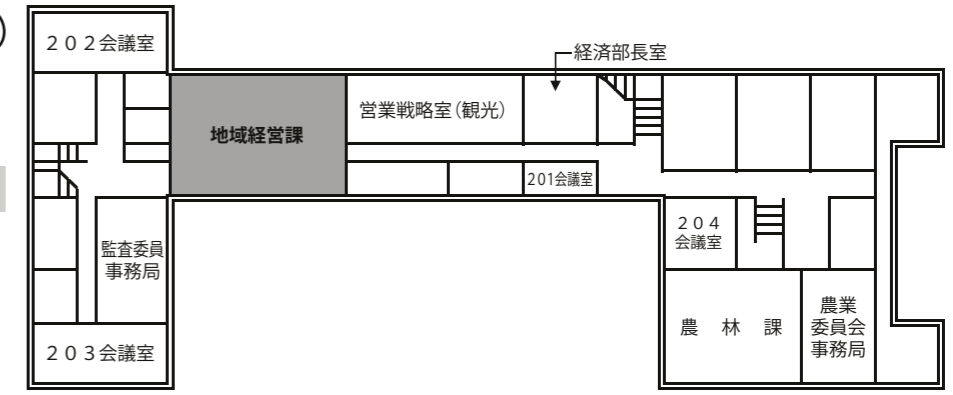 ２０２会議室
経済部長室
営業戦略室（観光）
地域経営課
201会議室
２０４
会議室
監査委員
事務局
２０３会議室
農　林　課
農業
委員会
事務局